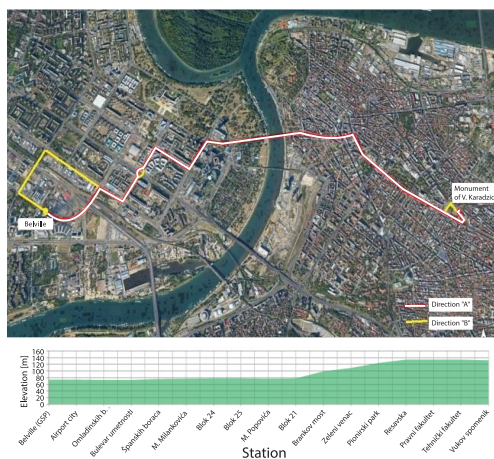 Monument
of V. Karadzic
Belville
Direction "A"
Direction "B"
Elevation [m]
160
140
120
100
80
60
40
20
0
Belville (GSP)
Airport city
Omladinskih b...
Bulevar umetnosti
Španskih boraca
M. Milankovića
Blok 24
Blok 25
M. Popovića
Blok 21
Brankov most
Zeleni venac
Pionirski park
Resavska
Pravni fakultet
Tehnički fakultet
Vukov spomenik
Station